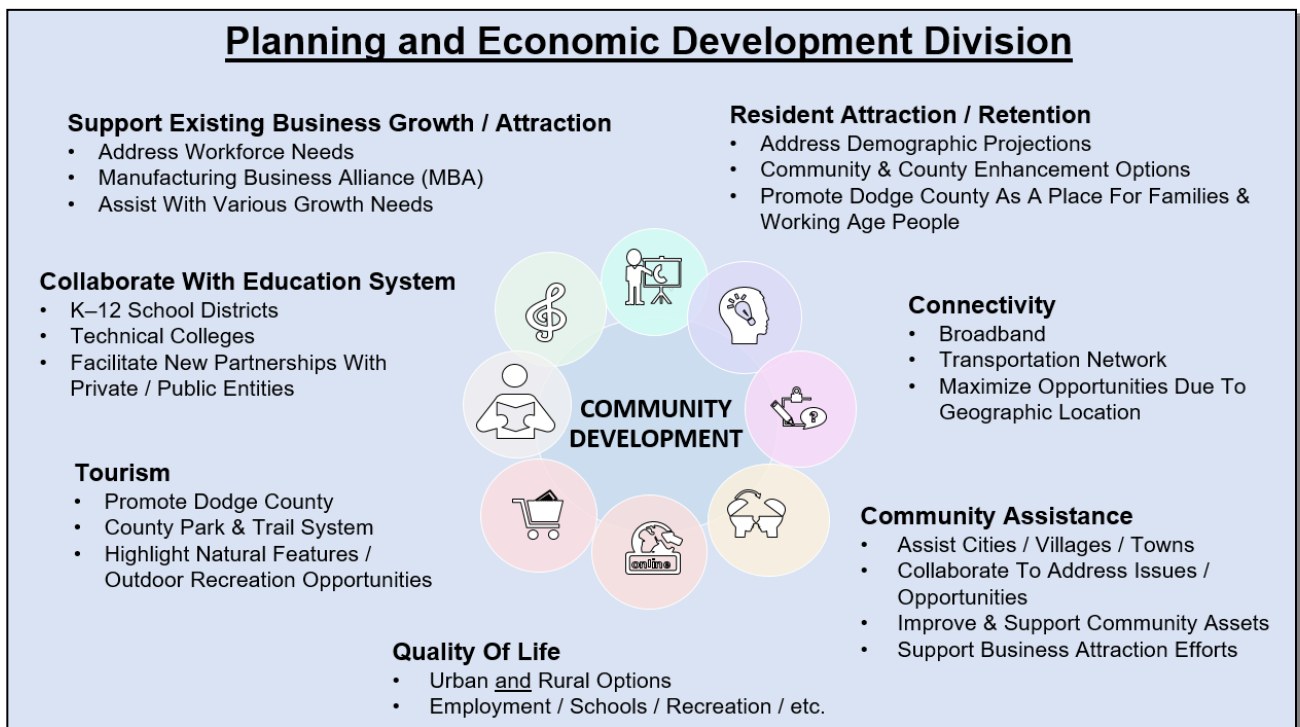 Planning and Economic Development Division
Support Existing Business Growth / Attraction
• Address Workforce Needs
• Manufacturing Business Alliance (MBA)
• Assist With Various Growth Needs
Resident Attraction / Retention
• Address Demographic Projections
• Community & County Enhancement Options
• Promote Dodge County As A Place For Families &
Working Age People
Collaborate With Education System
• K–12 School Districts
• Technical Colleges
• Facilitate New Partnerships With
Private / Public Entities
Connectivity
• Broadband
• Transportation Network
• Maximize Opportunities Due To
Geographic Location
COMMUNITY
DEVELOPMENT
?
online
Tourism
• Promote Dodge County
• County Park & Trail System
• Highlight Natural Features /
Outdoor Recreation Opportunities
Community Assistance
• Assist Cities / Villages / Towns
• Collaborate To Address Issues /
Opportunities
• Improve & Support Community Assets
• Support Business Attraction Efforts
Quality Of Life
• Urban and Rural Options
• Employment / Schools / Recreation / etc.